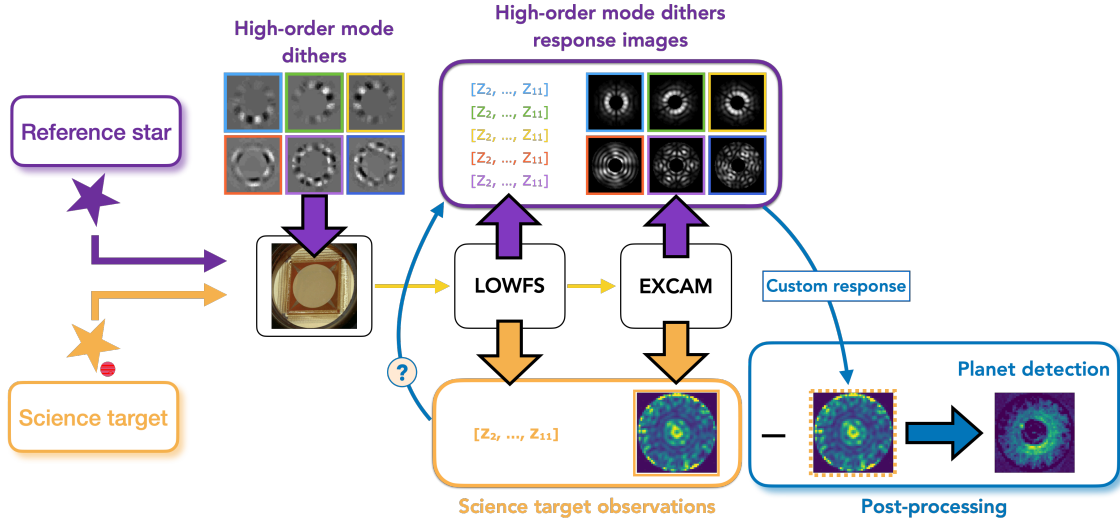 High-order mode
dithers
High-order mode dithers
response images
Reference star
[Z₂, ..., Z₁₁]
[Z₂, ..., Z₁₁]
[Z₂, ..., Z₁₁]
[Z₂, ..., Z₁₁]
[Z₂, ..., Z₁₁]
LOWFS
EXCAM
Custom response
?
Science target
[Z₂, ..., Z₁₁]
Planet detection
–
Science target observations
Post-processing